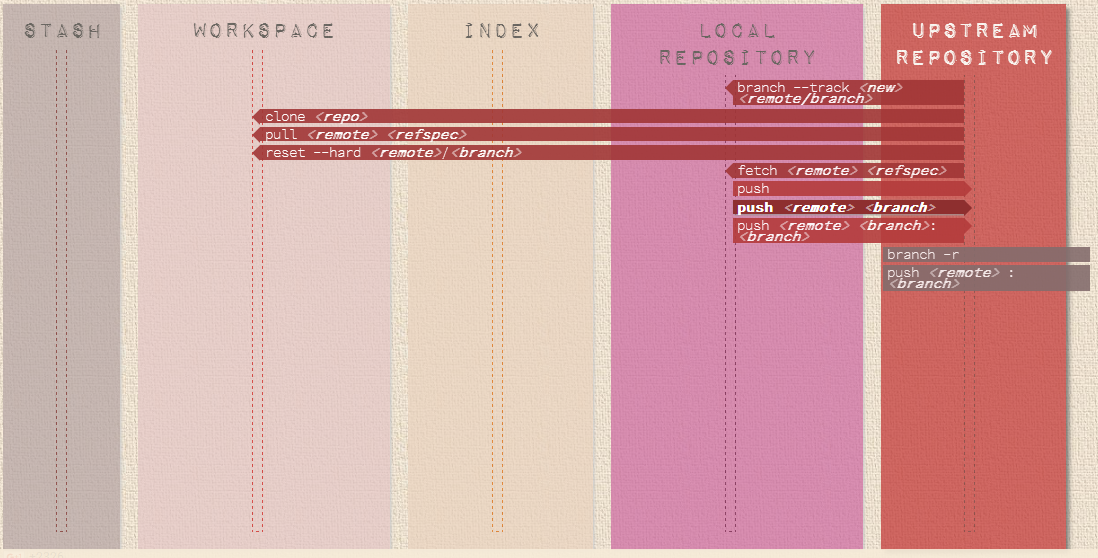 STASH
WORKSPACE
INDEX
LOCAL
REPOSITORY
UPSTREAM
REPOSITORY
branch --track <new>
<remote/branch>
clone <repo>
pull <remote> <refspec>
reset --hard <remote>/<branch>
fetch <remote> <refspec>
push
push <remote> <branch>
push <remote> <branch>:
<branch>
branch -r
push <remote> :
<branch>